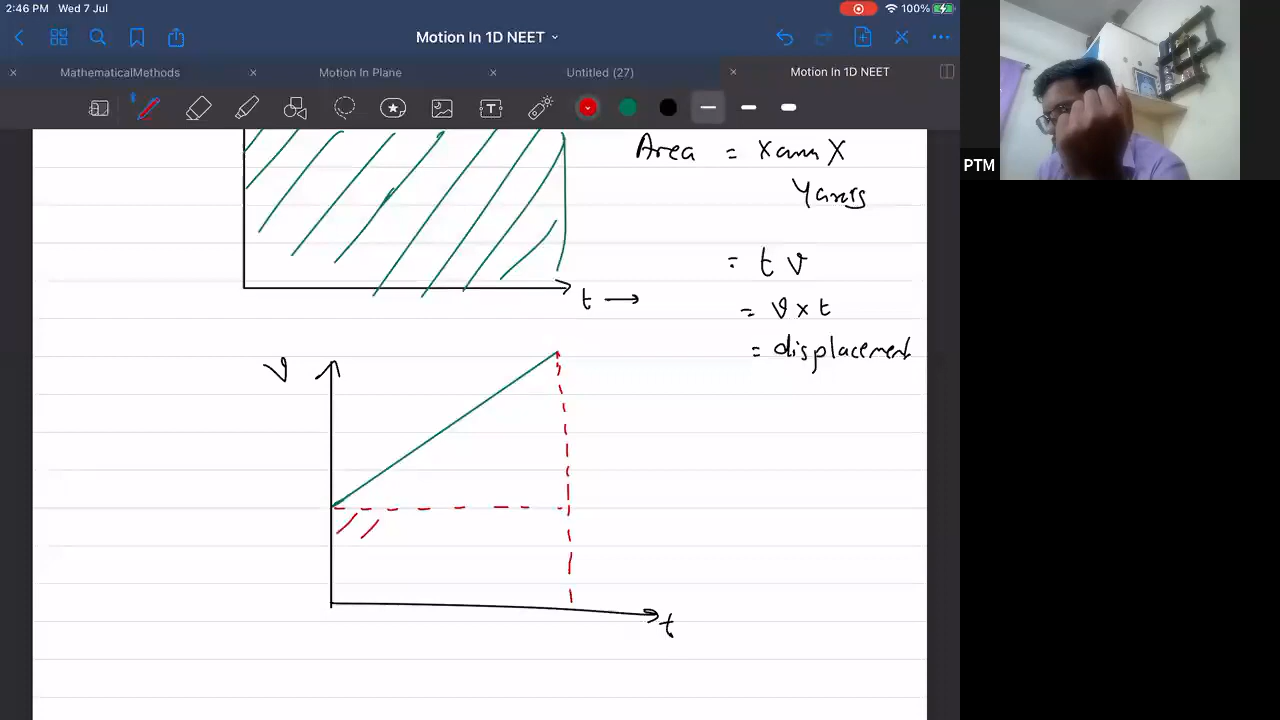 2:46 PM Wed 7 Jul
100%
Motion In 1D NEET
MathematicalMethods
Motion In Plane
Untitled (27)
Motion In 1D NEET
T
Area = X axis X
Y axis
= t v
t →
= v x t
= displacement
v
t
PTM